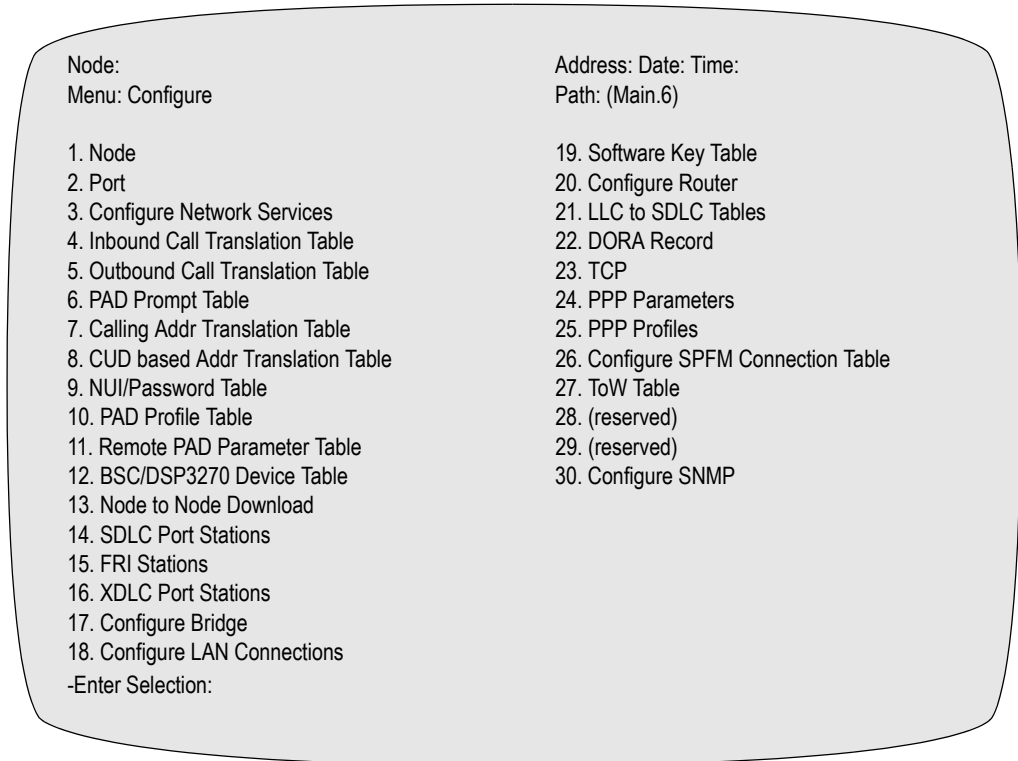 Node:
Address: Date: Time:
Menu: Configure
Path: (Main.6)
1. Node
2. Port
3. Configure Network Services
4. Inbound Call Translation Table
5. Outbound Call Translation Table
6. PAD Prompt Table
7. Calling Addr Translation Table
8. CUD based Addr Translation Table
9. NUI/Password Table
10. PAD Profile Table
11. Remote PAD Parameter Table
12. BSC/DSP3270 Device Table
13. Node to Node Download
14. SDLC Port Stations
15. FRI Stations
16. XDLC Port Stations
17. Configure Bridge
18. Configure LAN Connections
19. Software Key Table
20. Configure Router
21. LLC to SDLC Tables
22. DORA Record
23. TCP
24. PPP Parameters
25. PPP Profiles
26. Configure SPFM Connection Table
27. ToW Table
28. (reserved)
29. (reserved)
30. Configure SNMP
-Enter Selection: